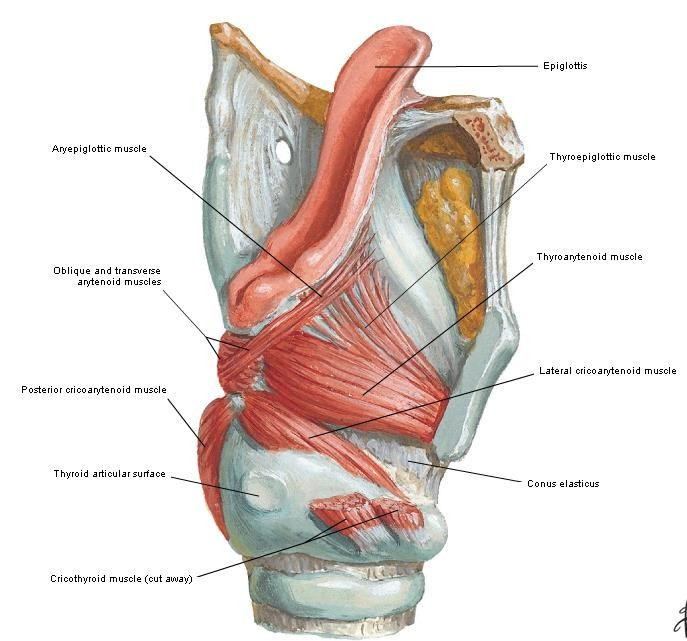 Epiglottis
Aryepiglottic muscle
Thyroepiglottic muscle
Thyroarytenoid muscle
Oblique and transverse
arytenoid muscles
Lateral cricoarytenoid muscle
Posterior cricoarytenoid muscle
Thyroid articular surface
Conus elasticus
Cricothyroid muscle (cut away)